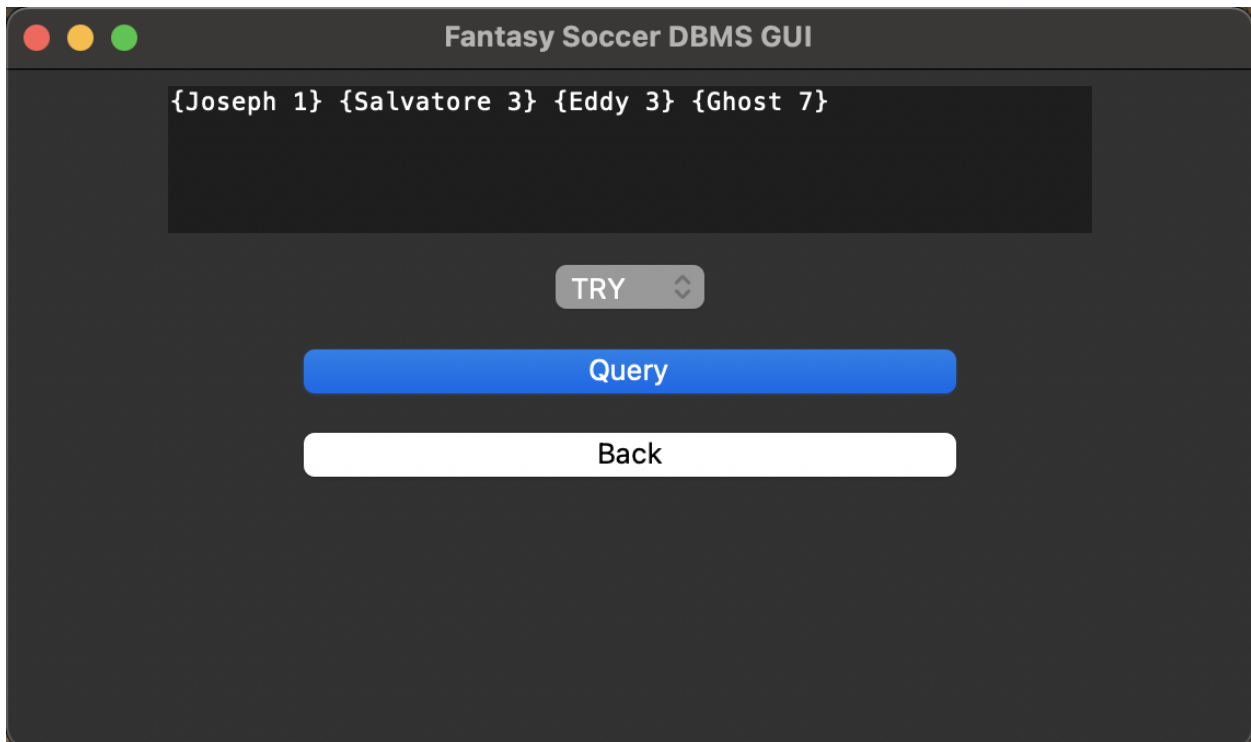 Fantasy Soccer DBMS GUI
{Joseph 1} {Salvatore 3} {Eddy 3} {Ghost 7}
TRY
Query
Back